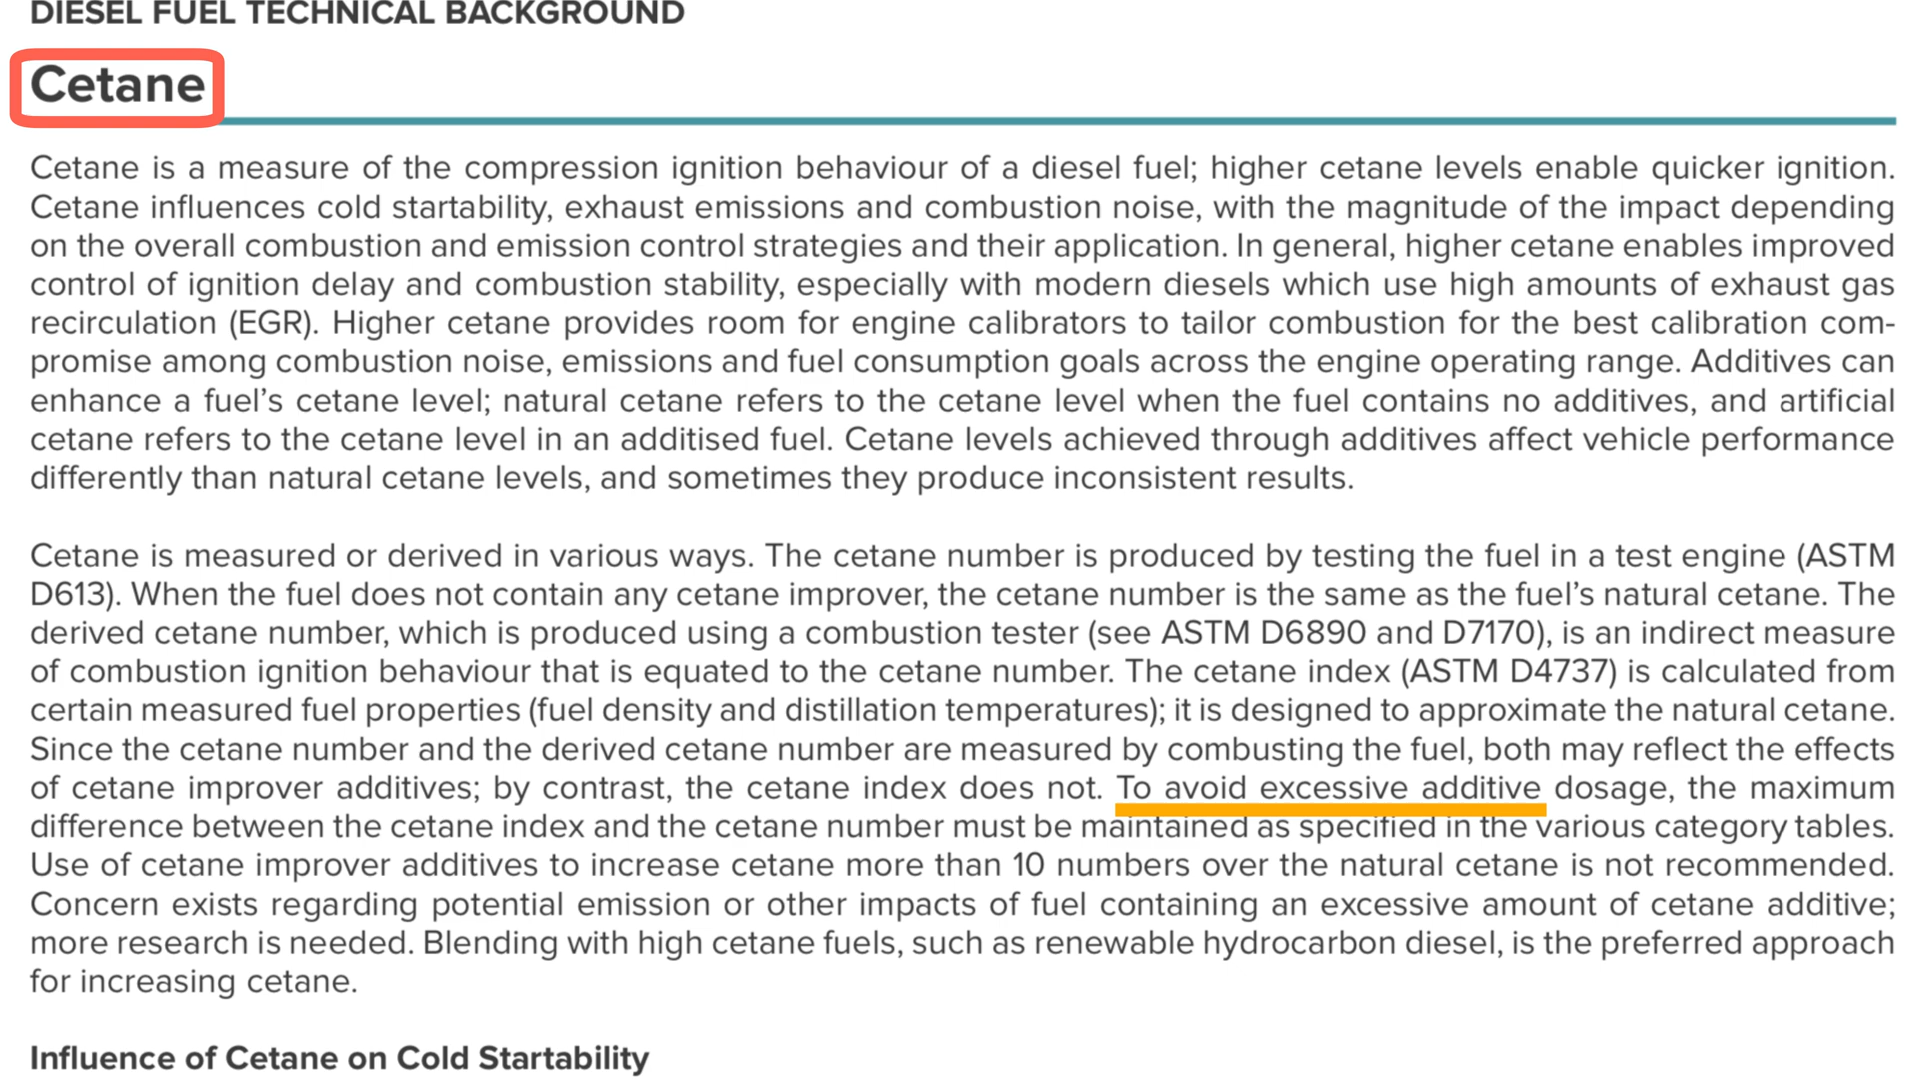 DIESEL FUEL TECHNICAL BACKGROUND
Cetane
Cetane is a measure of the compression ignition behaviour of a diesel fuel; higher cetane levels enable quicker ignition.
Cetane influences cold startability, exhaust emissions and combustion noise, with the magnitude of the impact depending
on the overall combustion and emission control strategies and their application. In general, higher cetane enables improved
control of ignition delay and combustion stability, especially with modern diesels which use high amounts of exhaust gas
recirculation (EGR). Higher cetane provides room for engine calibrators to tailor combustion for the best calibration com-
promise among combustion noise, emissions and fuel consumption goals across the engine operating range. Additives can
enhance a fuel’s cetane level; natural cetane refers to the cetane level when the fuel contains no additives, and artificial
cetane refers to the cetane level in an additised fuel. Cetane levels achieved through additives affect vehicle performance
differently than natural cetane levels, and sometimes they produce inconsistent results.
Cetane is measured or derived in various ways. The cetane number is produced by testing the fuel in a test engine (ASTM
D613). When the fuel does not contain any cetane improver, the cetane number is the same as the fuel’s natural cetane. The
derived cetane number, which is produced using a combustion tester (see ASTM D6890 and D7170), is an indirect measure
of combustion ignition behaviour that is equated to the cetane number. The cetane index (ASTM D4737) is calculated from
certain measured fuel properties (fuel density and distillation temperatures); it is designed to approximate the natural cetane.
Since the cetane number and the derived cetane number are measured by combusting the fuel, both may reflect the effects
of cetane improver additives; by contrast, the cetane index does not. To avoid excessive additive dosage, the maximum
difference between the cetane index and the cetane number must be maintained as specified in the various category tables.
Use of cetane improver additives to increase cetane more than 10 numbers over the natural cetane is not recommended.
Concern exists regarding potential emission or other impacts of fuel containing an excessive amount of cetane additive;
more research is needed. Blending with high cetane fuels, such as renewable hydrocarbon diesel, is the preferred approach
for increasing cetane.
Influence of Cetane on Cold Startability